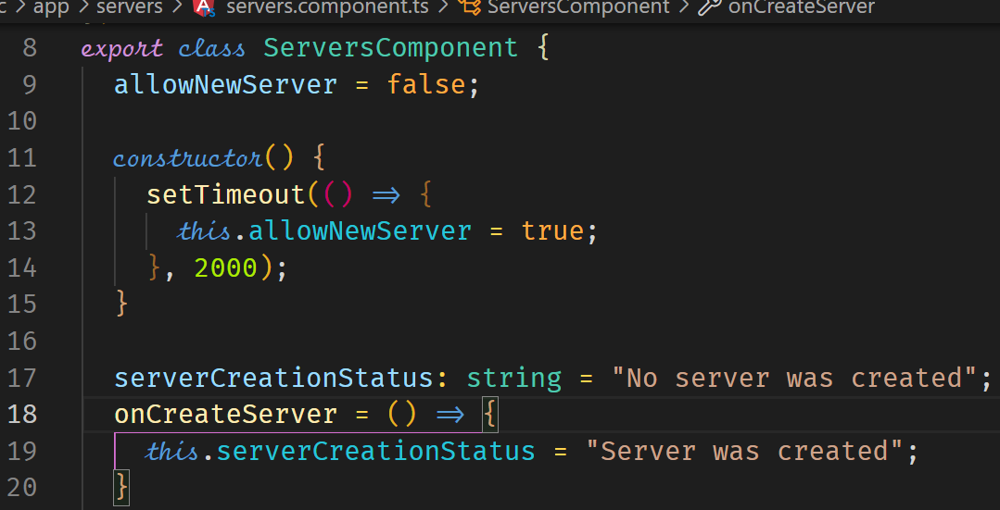 c > app > servers > servers.component.ts > ServersComponent > onCreateServer
8 export class ServersComponent {
9 allowNewServer = false;
10
11 constructor() {
12 setTimeout(() => {
13 this.allowNewServer = true;
14 }, 2000);
15 }
16
17 serverCreationStatus: string = "No server was created";
18 onCreateServer = () => {
19 this.serverCreationStatus = "Server was created";
20 }